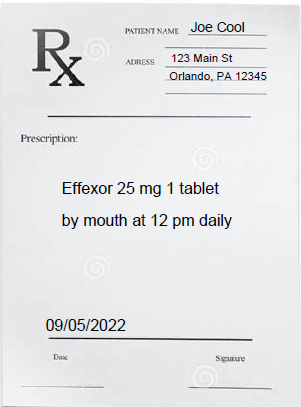 Rx
PATIENT NAME Joe Cool
ADRESS 123 Main St
Orlando, PA 12345
Prescription:
Effexor 25 mg 1 tablet
by mouth at 12 pm daily
09/05/2022
Date Signature